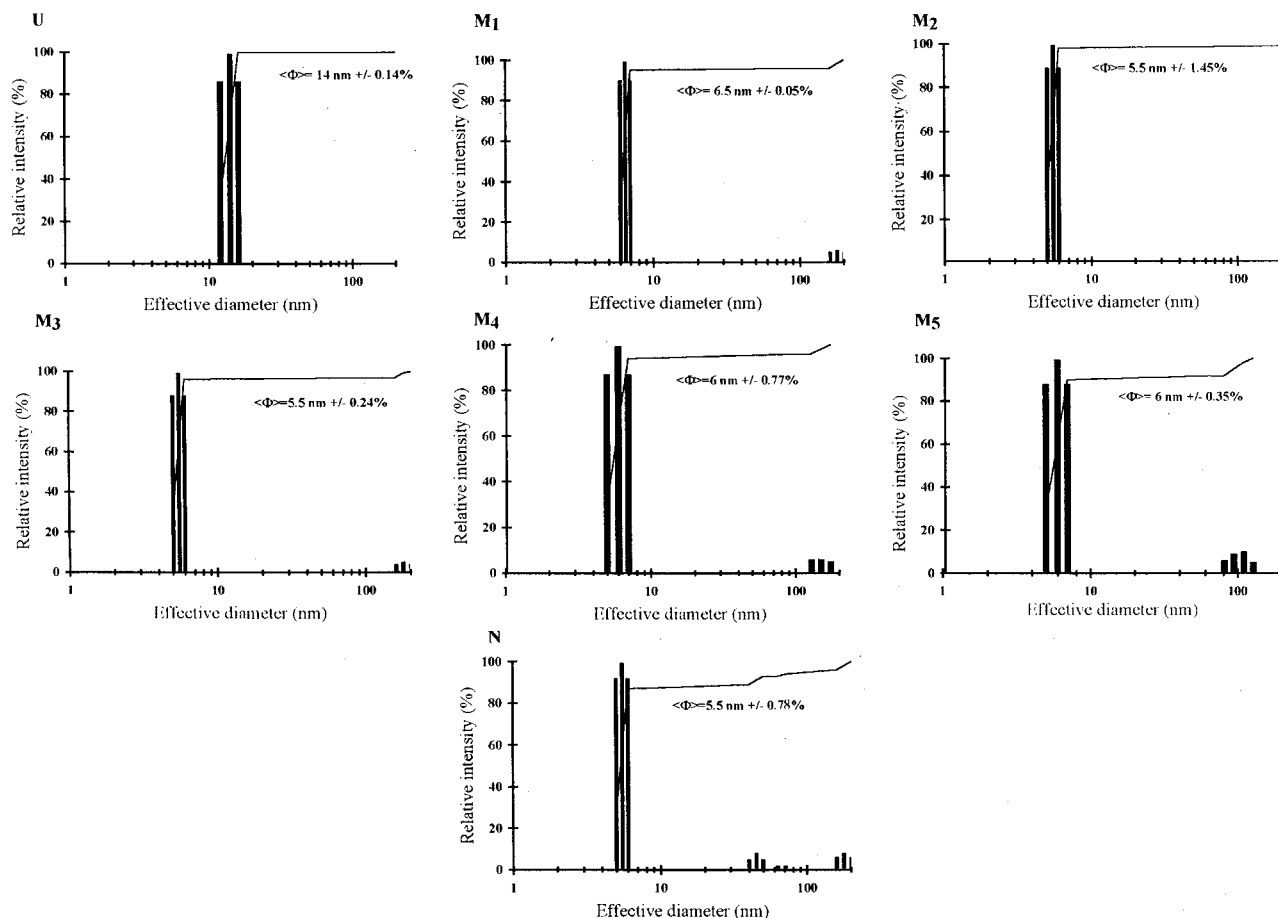 U
Relative intensity (%)
100
80
60
40
20
0
<Φ>= 14 nm +/- 0.14%
1
10
100
Effective diameter (nm)
M1
Relative intensity (%)
100
80
60
40
20
0
<Φ>= 6.5 nm +/- 0.05%
1
10
100
Effective diameter (nm)
M2
Relative intensity (%)
100
80
60
40
20
<Φ>= 5.5 nm +/- 1.45%
1
10
100
Effective diameter (nm)
M3
Relative intensity (%)
100
80
60
40
20
0
<Φ>=5.5 nm +/- 0.24%
1
10
100
Effective diameter (nm)
M4
Relative intensity (%)
100
80
60
40
20
0
<Φ>=6 nm +/- 0.77%
1
10
100
Effective diameter (nm)
M5
Relative intensity (%)
100
80
60
40
20
0
<Φ>= 6 nm +/- 0.35%
1
10
100
Effective diameter (nm)
N
Relative intensity (%)
100
80
60
40
20
0
<Φ>=5.5 nm +/- 0.78%
1
10
100
Effective diameter (nm)